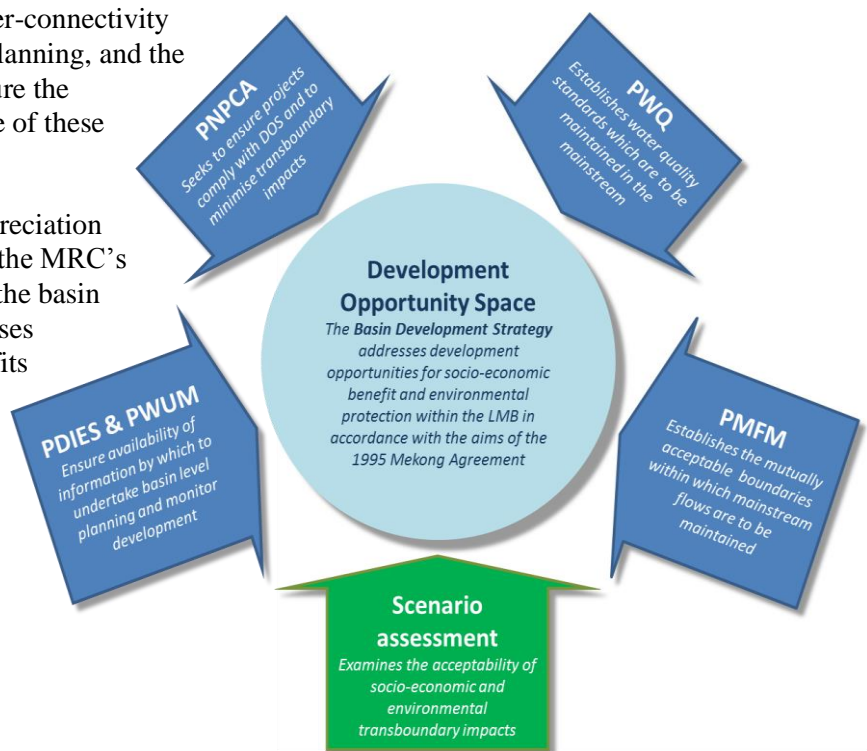 er-connectivity
lanning, and the
ure the
e of these
reciation
the MRC's
the basin
ses
fits
PNPCA
Seeks to ensure projects
comply with DOS and to
minimise transboundary
impacts
PWQ
Establishes water quality
standards which are to be
maintained in the
mainstream
Development
Opportunity Space
The Basin Development Strategy
addresses development
opportunities for socio-economic
benefit and environmental
protection within the LMB in
accordance with the aims of the
1995 Mekong Agreement
PDIES & PWUM
Ensure availability of
information by which to
undertake basin level
planning and monitor
development
PMFM
Establishes the mutually
acceptable boundaries
within which mainstream
flows are to be
maintained
Scenario
assessment
Examines the acceptability of
socio-economic and
environmental
transboundary impacts